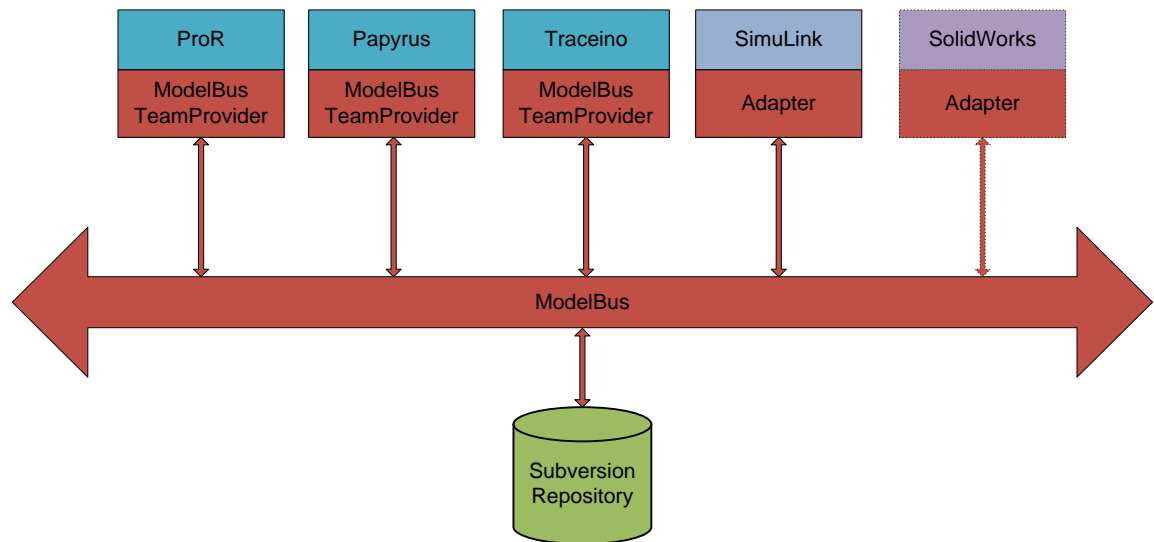 ProR
Papyrus
Traceino
SimuLink
SolidWorks
ModelBus
TeamProvider
ModelBus
TeamProvider
ModelBus
TeamProvider
Adapter
Adapter
ModelBus
Subversion
Repository